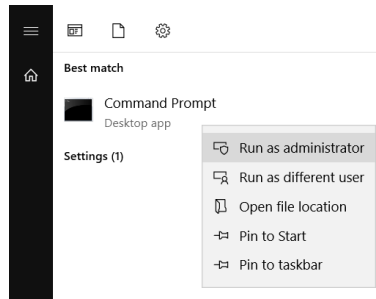 Best match
Command Prompt
Desktop app
Settings (1)
Run as administrator
Run as different user
Open file location
Pin to Start
Pin to taskbar